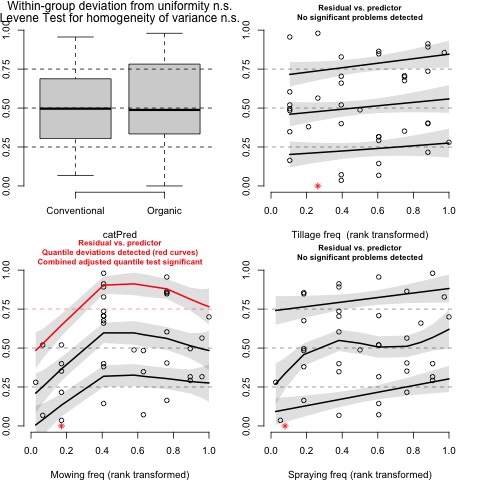 Within-group deviation from uniformity n.s.
Levene Test for homogeneity of variance n.s.
0.00 0.25 0.50 0.75 1.00
Conventional Organic
catPred
Residual vs. predictor
No significant problems detected
0.00 0.25 0.50 0.75 1.00
0.0 0.2 0.4 0.6 0.8 1.0
Tillage freq (rank transformed)
Residual vs. predictor
Quantile deviations detected (red curves)
Combined adjusted quantile test significant
0.00 0.25 0.50 0.75 1.00
0.0 0.2 0.4 0.6 0.8 1.0
Mowing freq (rank transformed)
Residual vs. predictor
No significant problems detected
0.00 0.25 0.50 0.75 1.00
0.0 0.2 0.4 0.6 0.8 1.0
Spraying freq (rank transformed)